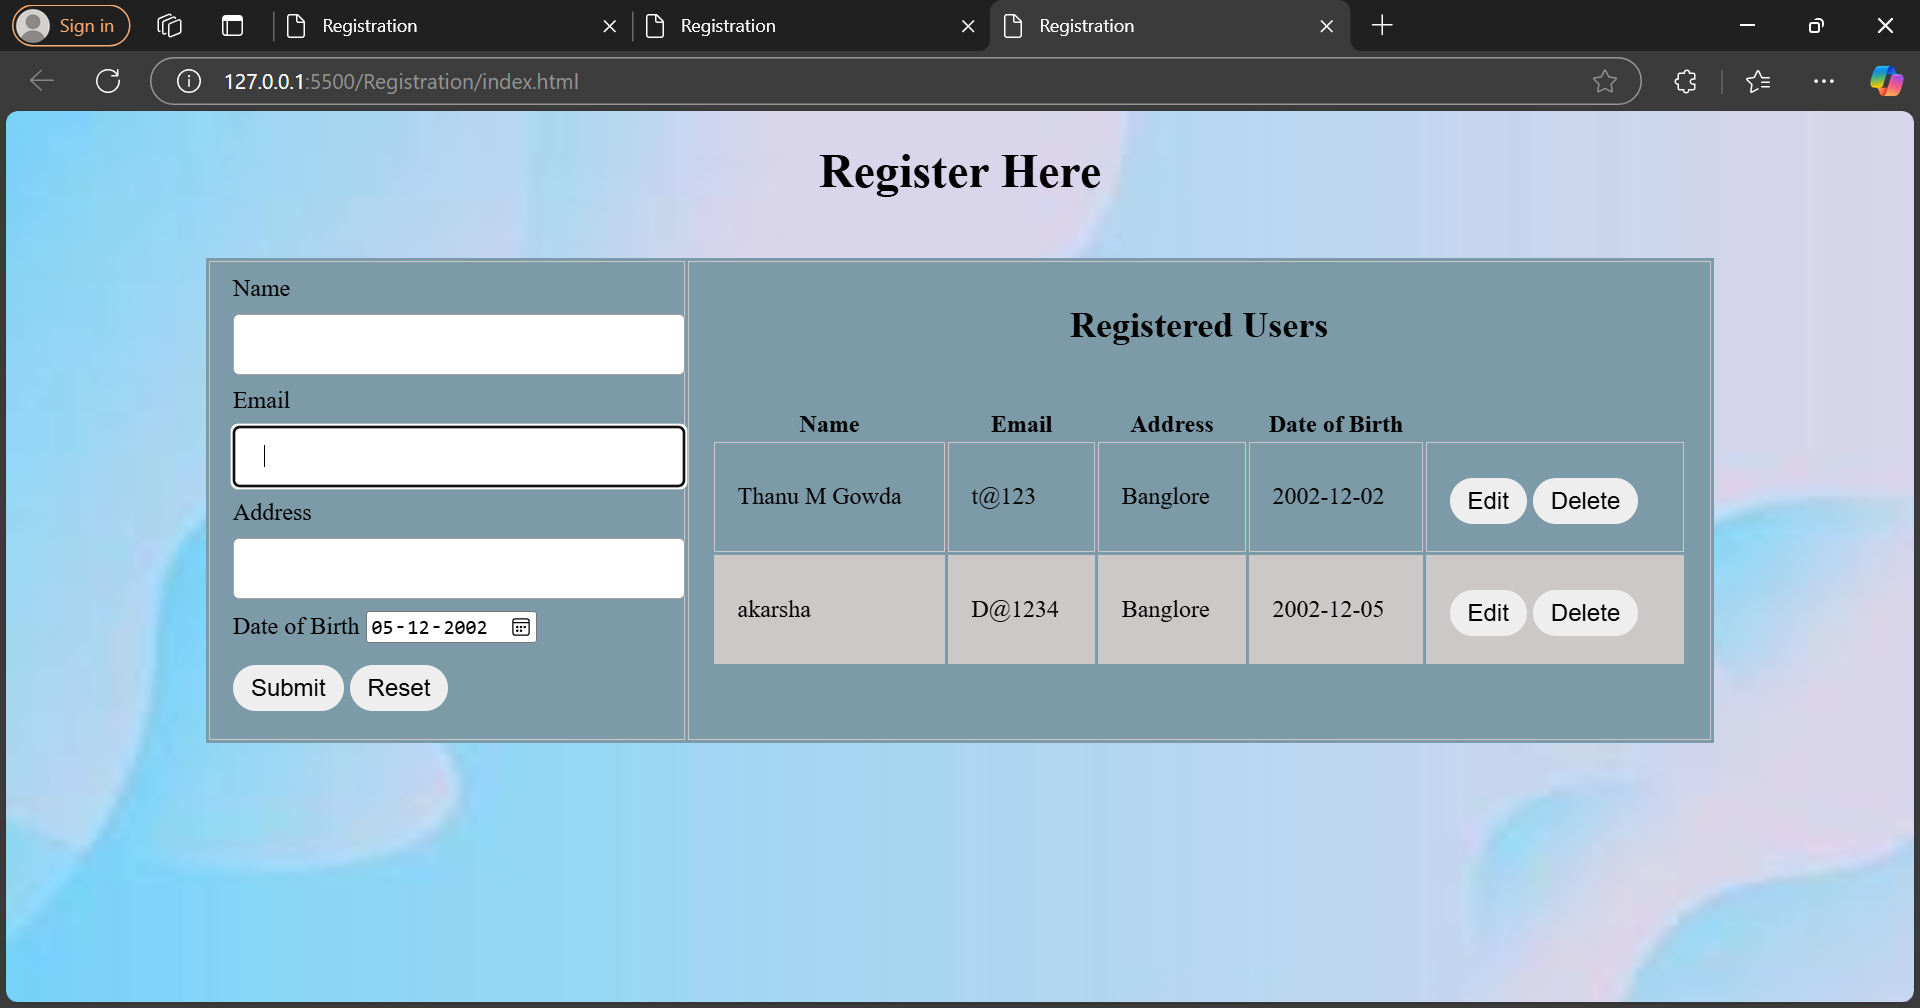 Sign in
Registration
Registration
Registration
127.0.0.1:5500/Registration/index.html
Register Here
Name
Email
Address
Date of Birth 05-12-2002
Submit Reset
Registered Users
Name Email Address Date of Birth
Thanu M Gowda t@123 Banglore 2002-12-02 Edit Delete
akarsha D@1234 Banglore 2002-12-05 Edit Delete